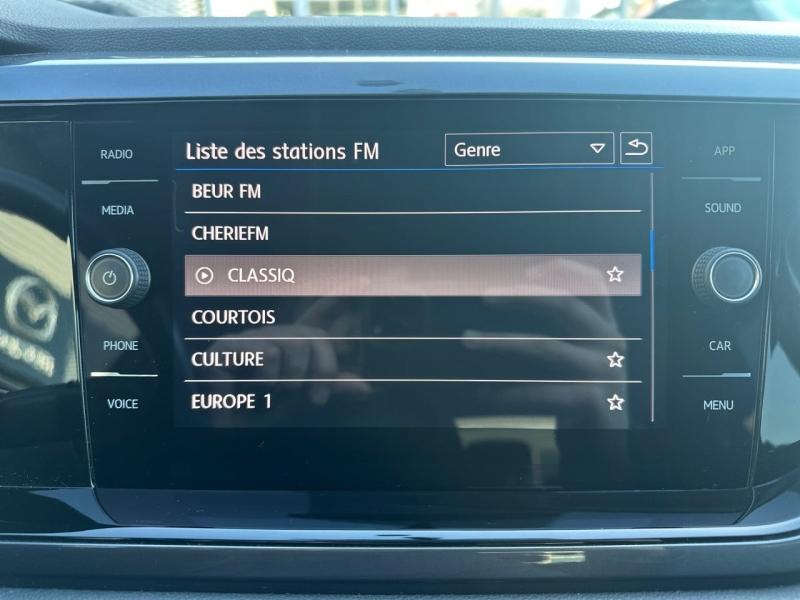 RADIO
MEDIA
PHONE
VOICE
Liste des stations FM
Genre
BEUR FM
CHERIEFM
CLASSIQ
COURTOIS
CULTURE
EUROPE 1
APP
SOUND
CAR
MENU